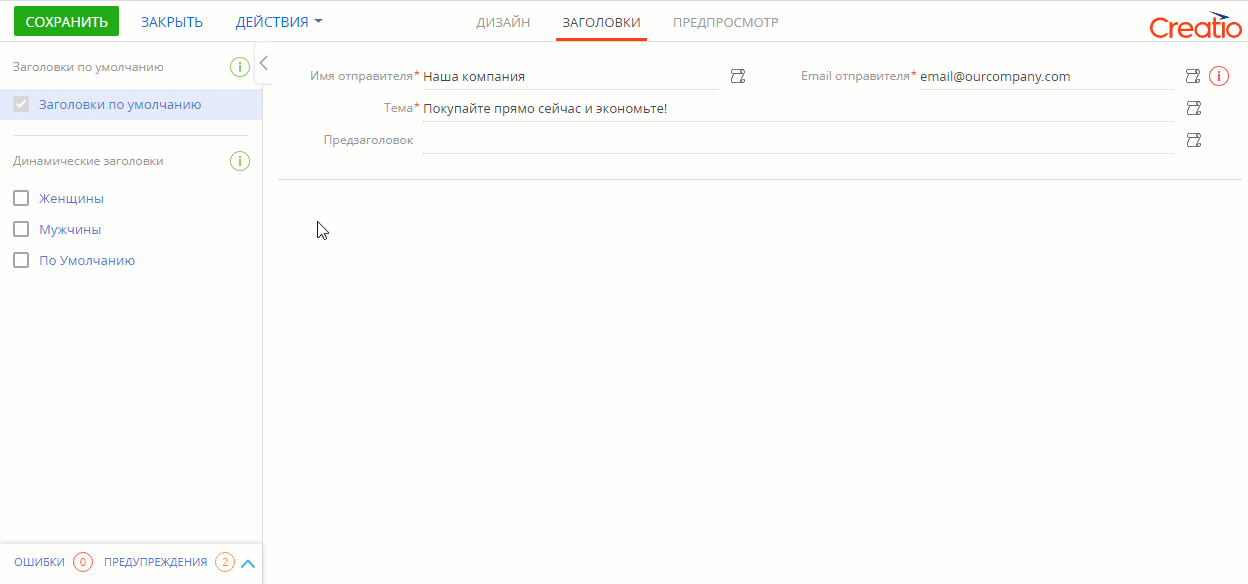 СОХРАНИТЬ ЗАКРЫТЬ ДЕЙСТВИЯ ДИЗАЙН ЗАГОЛОВКИ ПРЕДПРОСМОТР Creatio
Заголовки по умолчанию
Заголовки по умолчанию
Динамические заголовки
Женщины
Мужчины
По Умолчанию
Имя отправителя* Наша компания Email отправителя* email@ourcompany.com
Тема* Покупайте прямо сейчас и экономьте!
Предзаголовок
ОШИБКИ 0 ПРЕДУПРЕЖДЕНИЯ 2